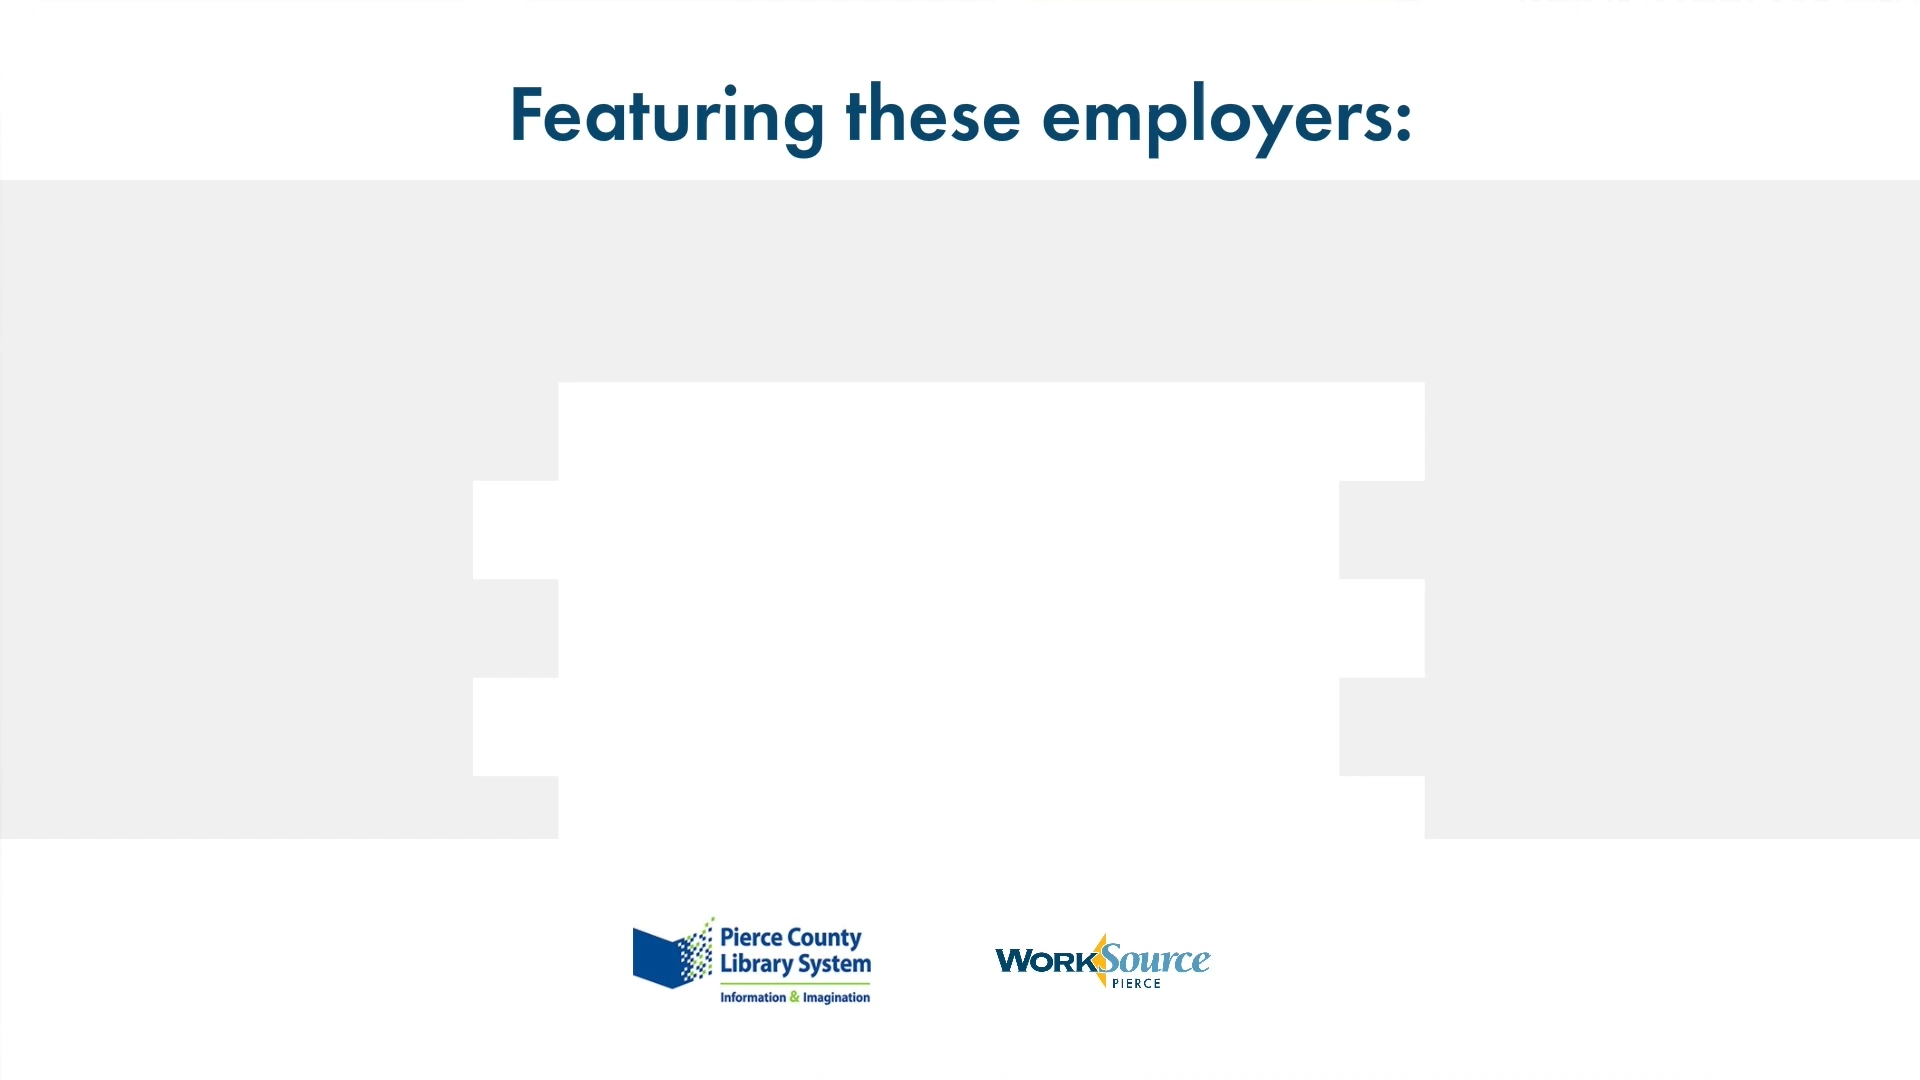 Featuring these employers:
Pierce County
Library System
Information & Imagination
WorkSource
PIERCE